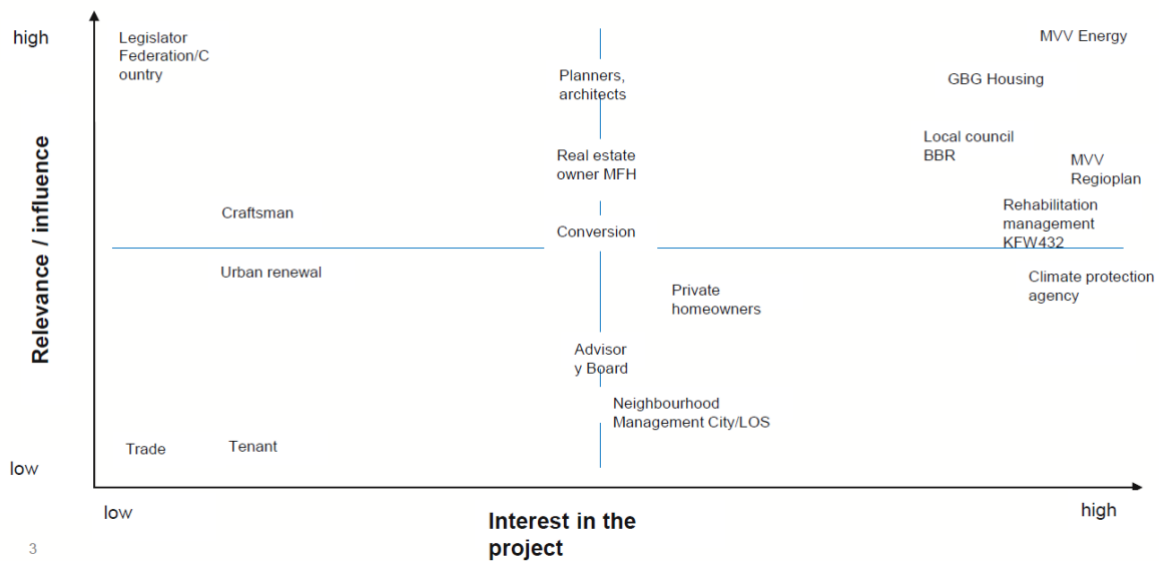 high
Legislator
Federation/C
ountry
MVV Energy
Planners,
architects
GBG Housing
Local council
BBR
Real estate
owner MFH
MVV
Regioplan
Rehabilitation
management
KFW432
Craftsman
Conversion
Relevance / influence
Urban renewal
Climate protection
agency
Private
homeowners
Advisor
y Board
Neighbourhood
Management City/LOS
Trade
Tenant
low
low
high
Interest in the
project
3